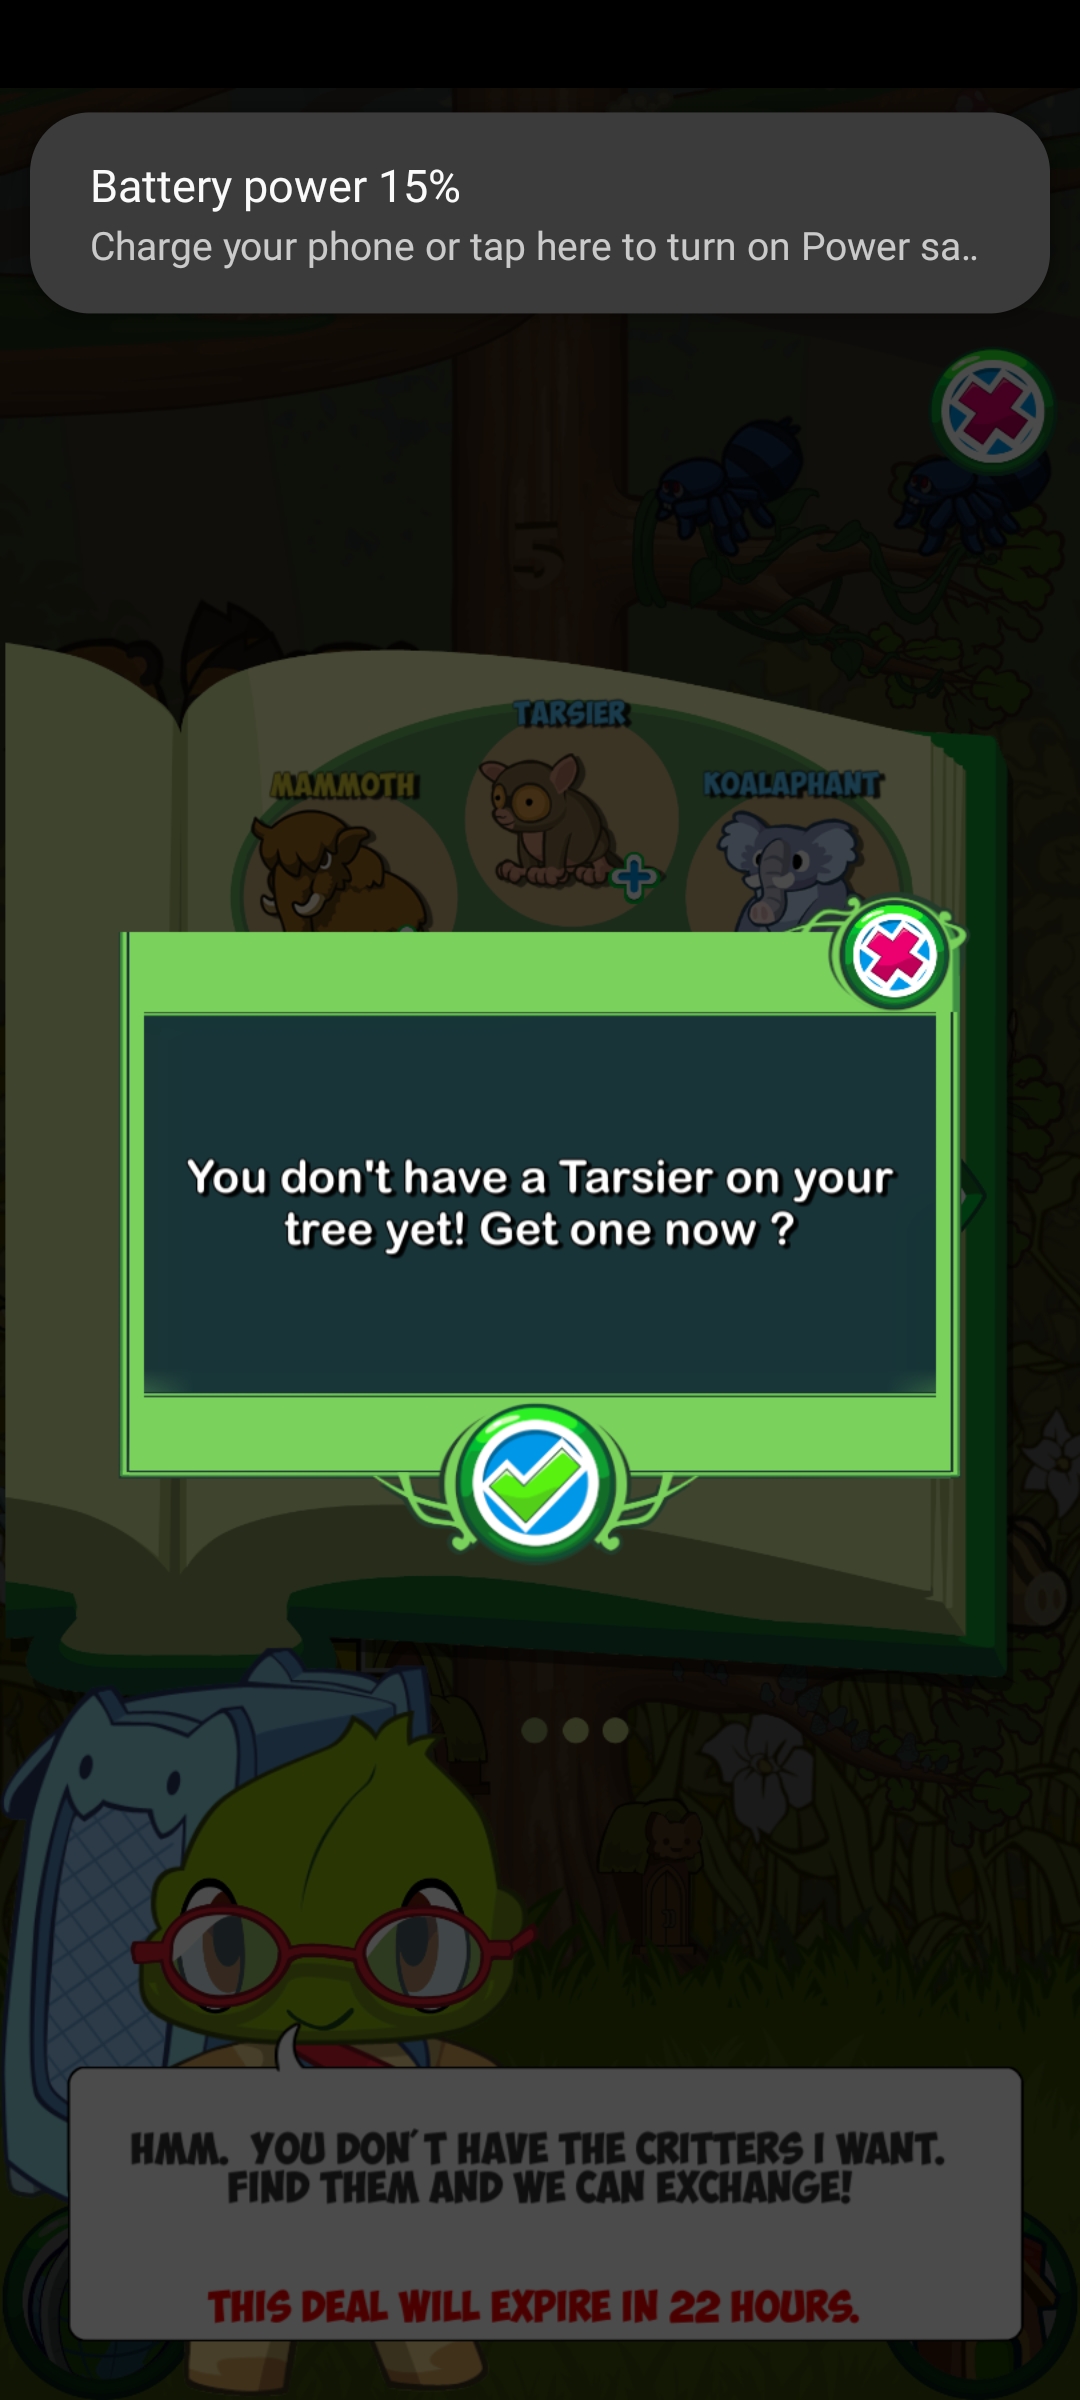 Battery power 15%
Charge your phone or tap here to turn on Power sa..
5
TARSIER
MAMMOTH
KOALAPHANT
You don't have a Tarsier on your
tree yet! Get one now ?
HMM. YOU DON'T HAVE THE CRITTERS I WANT.
FIND THEM AND WE CAN EXCHANGE!
THIS DEAL WILL EXPIRE IN 22 HOURS.